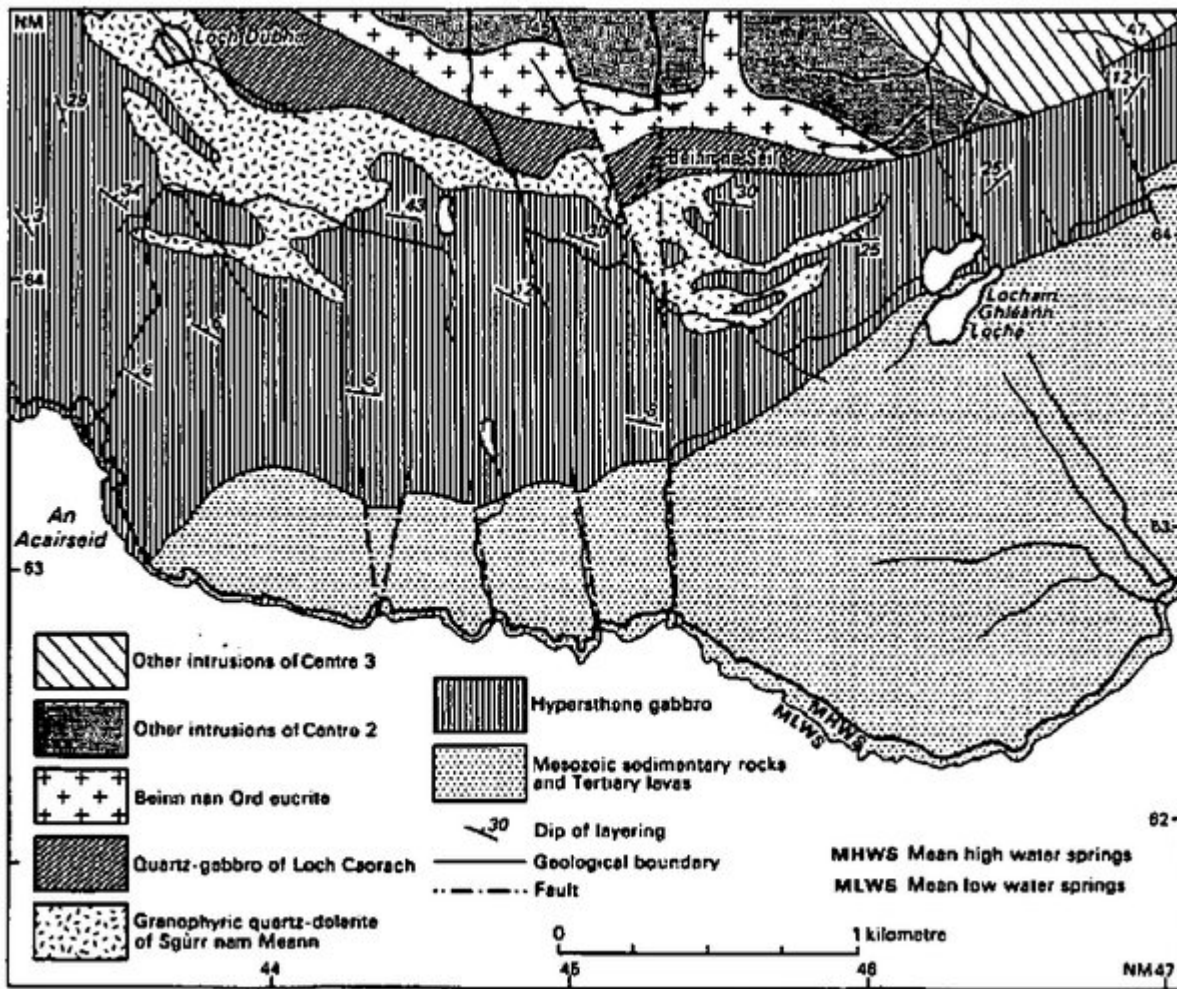 NM
Loch Dubh
47
12
29
Beinn na Seil
30
25
34
43
3
30
25
64
64
12
Lochan
Ghleann
Locha
6
6
5
An
Acairseid
63
63
Other intrusions of Centre 3
Other intrusions of Centre 2
Beinn nan Ord eucrite
Quartz-gabbro of Loch Caorach
Granophyric quartz-dolerite
of Sgùrr nam Meann
Hypersthene gabbro
Mesozoic sedimentary rocks
and Tertiary lavas
30 Dip of layering
Geological boundary
Fault
MHWS
MLWS
62
MHWS Mean high water springs
MLWS Mean low water springs
0 1 kilometre
44
45
46
NM47